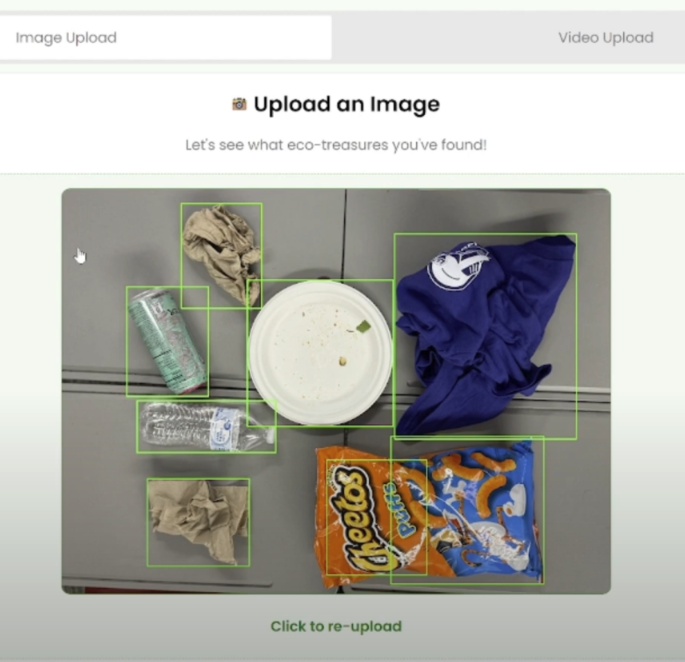 Image Upload
Video Upload
Upload an Image
Let's see what eco-treasures you've found!
Cheetos
Puffs
Click to re-upload